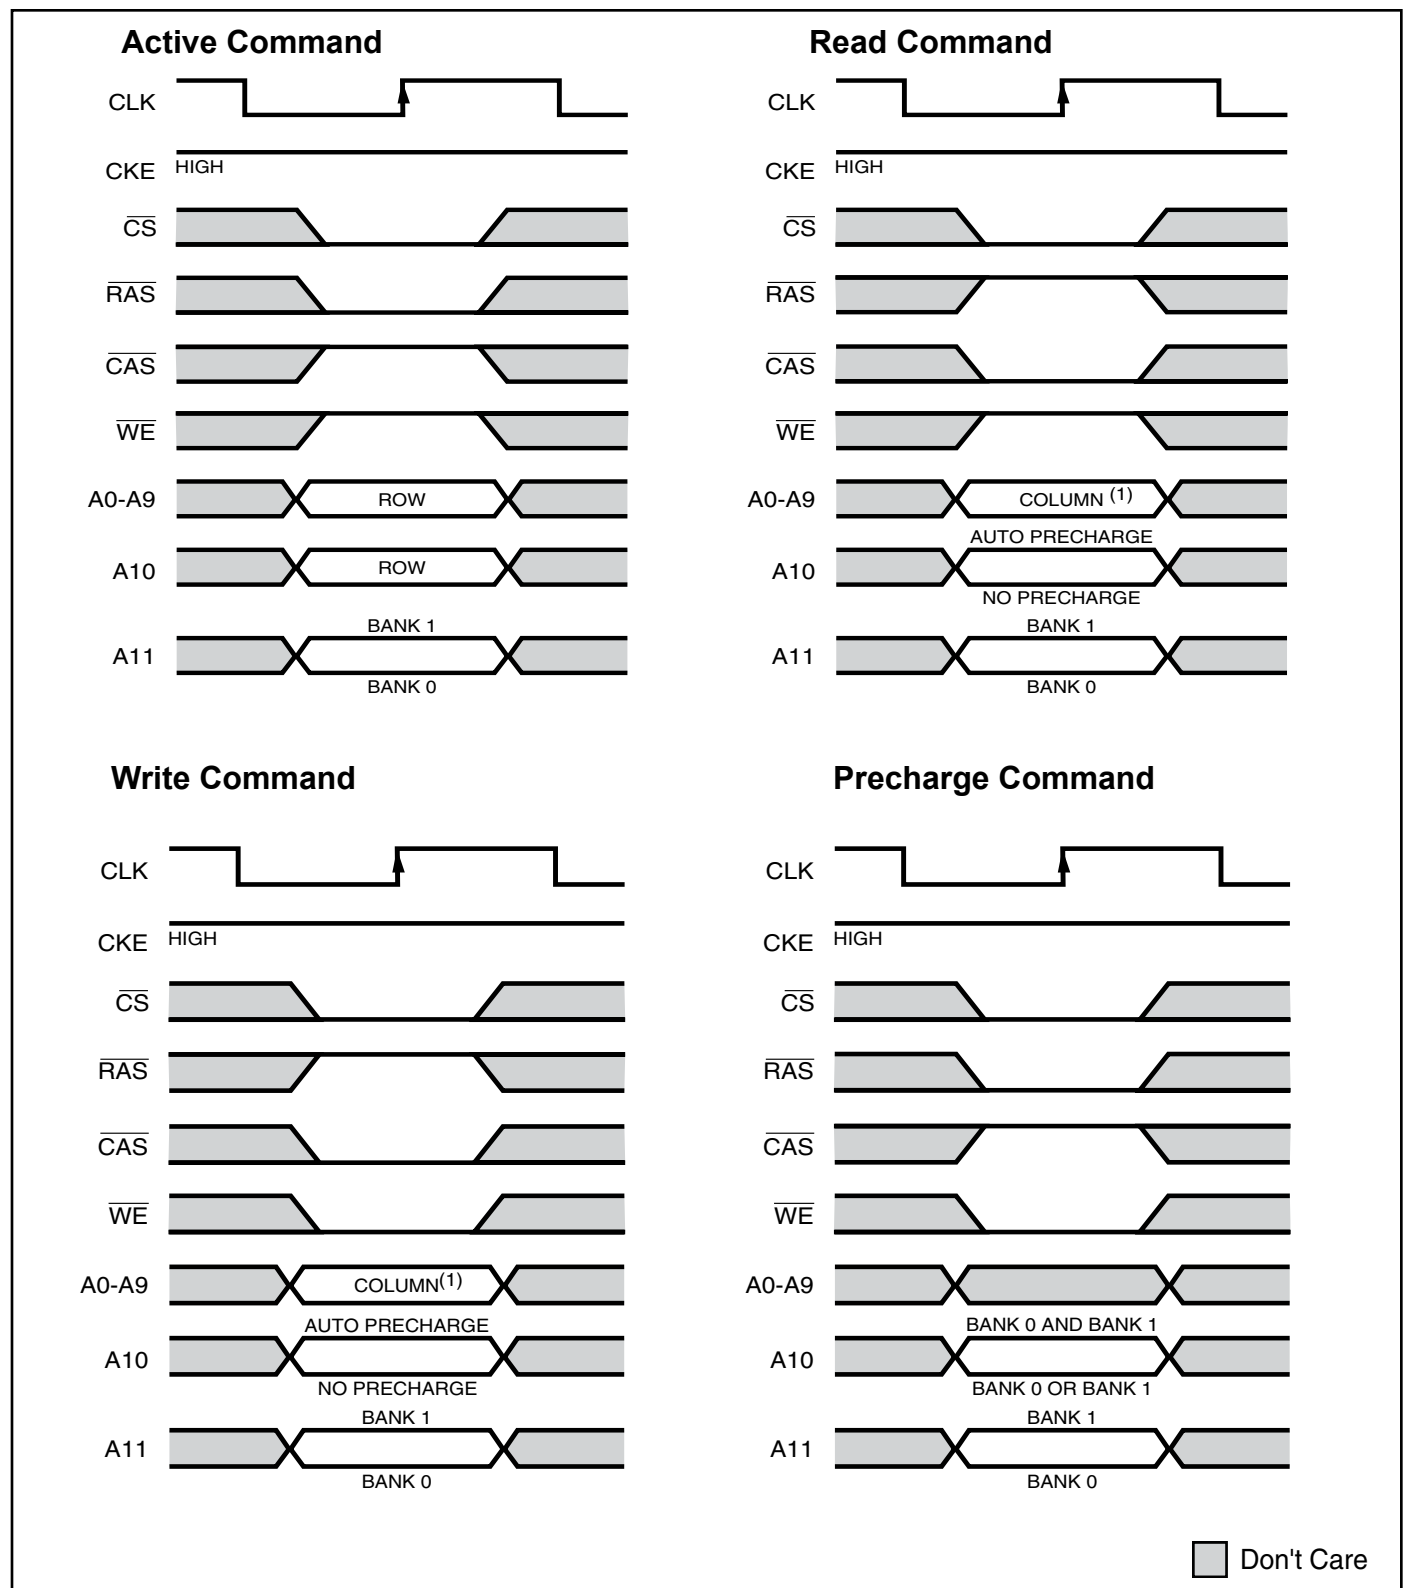 Active Command
CLK
CKE HIGH
CS
RAS
CAS
WE
A0-A9 ROW
A10 ROW
BANK 1
A11
BANK 0
Read Command
CLK
CKE HIGH
CS
RAS
CAS
WE
A0-A9 COLUMN (1)
AUTO PRECHARGE
A10
NO PRECHARGE
BANK 1
A11
BANK 0
Write Command
CLK
CKE HIGH
CS
RAS
CAS
WE
A0-A9 COLUMN(1)
AUTO PRECHARGE
A10
NO PRECHARGE
BANK 1
A11
BANK 0
Precharge Command
CLK
CKE HIGH
CS
RAS
CAS
WE
A0-A9
BANK 0 AND BANK 1
A10
BANK 0 OR BANK 1
BANK 1
A11
BANK 0
Don't Care